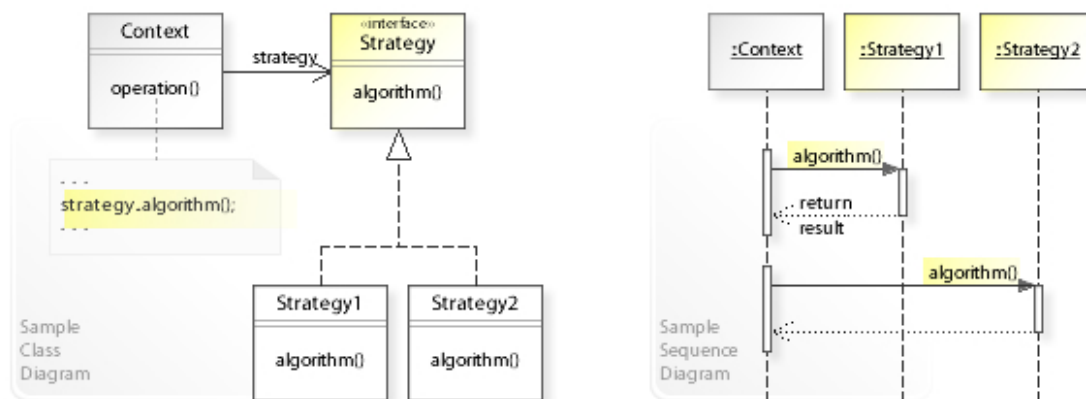 Context
operation()
strategy
«interface»
Strategy
algorithm()
- - -
strategy.algorithm();
- - -
Strategy1
algorithm()
Strategy2
algorithm()
Sample
Class
Diagram
:Context
:Strategy1
:Strategy2
algorithm()
return
result
algorithm()
Sample
Sequence
Diagram